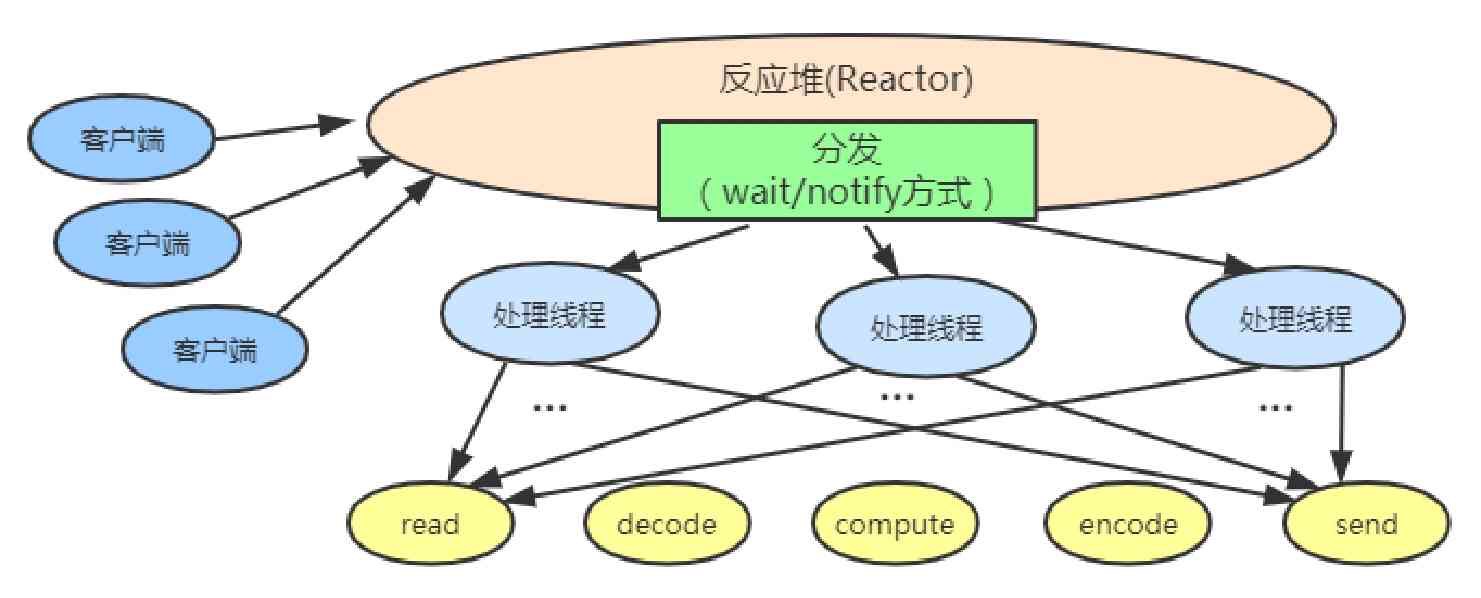 反应堆(Reactor)
分发
（wait/notify方式）
客户端
客户端
客户端
处理线程
处理线程
处理线程
...
...
...
read
decode
compute
encode
send